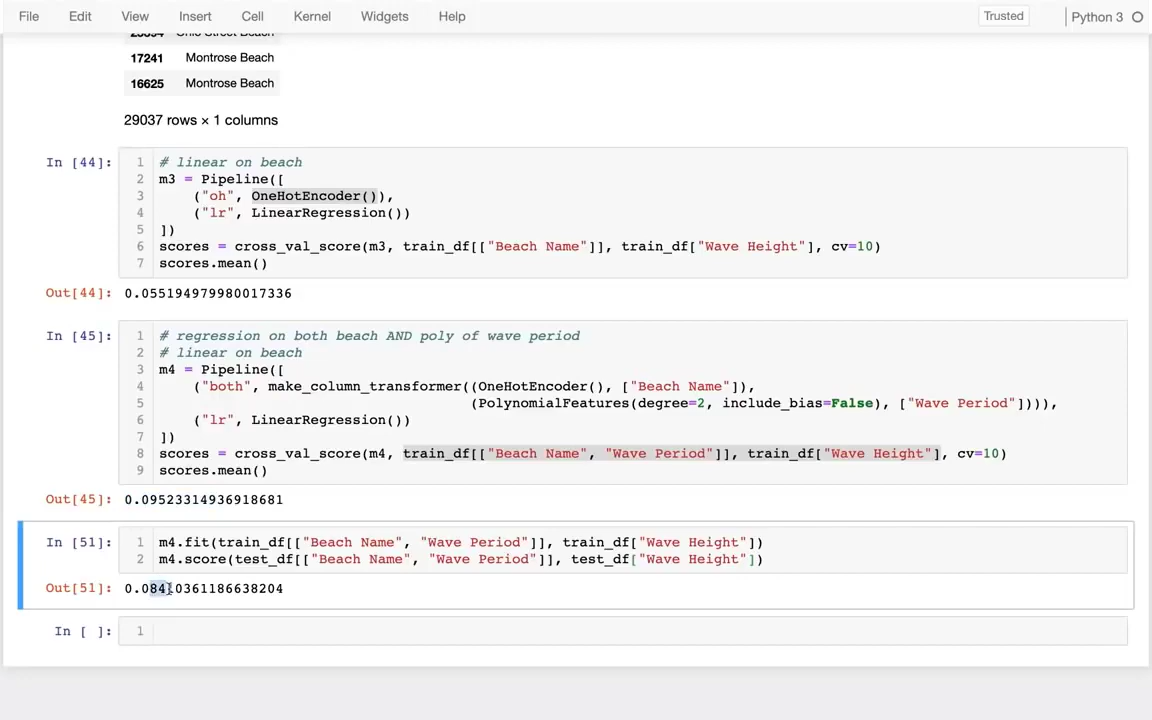 File Edit View Insert Cell Kernel Widgets Help Trusted Python 3
17241 Montrose Beach
16625 Montrose Beach
29037 rows × 1 columns
In [44]: 1 # linear on beach
2 m3 = Pipeline([
3 ("oh", OneHotEncoder()),
4 ("lr", LinearRegression())
5 ])
6 scores = cross_val_score(m3, train_df[["Beach Name"]], train_df["Wave Height"], cv=10)
7 scores.mean()
Out[44]: 0.055194979980017336
In [45]: 1 # regression on both beach AND poly of wave period
2 # linear on beach
3 m4 = Pipeline([
4 ("both", make_column_transformer((OneHotEncoder(), ["Beach Name"]),
5 (PolynomialFeatures(degree=2, include_bias=False), ["Wave Period"]))),
6 ("lr", LinearRegression())
7 ])
8 scores = cross_val_score(m4, train_df[["Beach Name", "Wave Period"]], train_df["Wave Height"], cv=10)
9 scores.mean()
Out[45]: 0.09523314936918681
In [51]: 1 m4.fit(train_df[["Beach Name", "Wave Period"]], train_df["Wave Height"])
2 m4.score(test_df[["Beach Name", "Wave Period"]], test_df["Wave Height"])
Out[51]:
In [ ]: 1